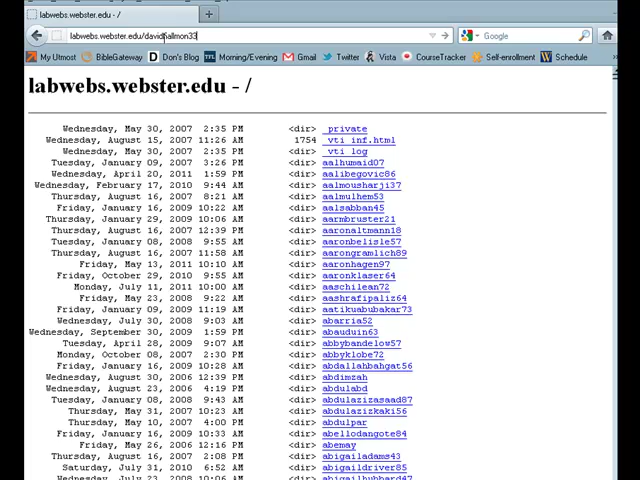 labwebs.webster.edu - /
labwebs.webster.edu/davidhallmon33
Google
My Utmost BibleGateway Don's Blog Morning/Evening Twitter Vista CourseTracker Self-enrollment Schedule
labwebs.webster.edu - /
Wednesday, May 30, 2007 2:35 PM <dir> _private
Wednesday, August 15, 2007 11:26 AM 1754 _vti_inf.html
Wednesday, May 30, 2007 2:35 PM <dir> _vti_log
Tuesday, January 09, 2007 3:26 PM <dir> aalhumaid07
Wednesday, April 20, 2011 1:59 PM <dir> aalibegovic86
Wednesday, February 17, 2010 9:44 AM <dir> aalmousharji37
Thursday, August 16, 2007 8:21 AM <dir> aalmulhem53
Friday, January 16, 2009 10:22 AM <dir> aalsabban45
Thursday, January 29, 2009 10:06 AM <dir> aarmbruster21
Thursday, August 16, 2007 12:39 PM <dir> aaronaltmann18
Tuesday, January 08, 2008 9:55 AM <dir> aaronbelisle57
Thursday, August 16, 2007 11:58 AM <dir> aarongramlich89
Friday, May 13, 2011 10:10 AM <dir> aaronhagen97
Friday, October 29, 2010 9:55 AM <dir> aaronklaser64
Monday, July 11, 2011 10:00 AM <dir> aaschilean72
Friday, May 23, 2008 9:22 AM <dir> aashrafipaliz64
Friday, January 09, 2009 11:19 AM <dir> aatikuabubakar73
Wednesday, July 30, 2008 9:03 AM <dir> abarria52
Wednesday, September 30, 2009 1:59 PM <dir> abauduin63
Tuesday, April 28, 2009 9:07 AM <dir> abbybandelow57
Monday, October 08, 2007 2:30 PM <dir> abbyklobe72
Friday, January 16, 2009 10:28 AM <dir> abdallahbahgat56
Wednesday, August 30, 2006 12:39 PM <dir> abdimzah
Wednesday, August 23, 2006 4:19 PM <dir> abdulabd
Tuesday, January 08, 2008 9:43 AM <dir> abdulazizasaad87
Thursday, May 31, 2007 10:23 AM <dir> abdulazizkaki56
Thursday, May 10, 2007 4:00 PM <dir> abdulpar
Friday, January 16, 2009 10:33 AM <dir> abellodangote84
Friday, May 26, 2006 12:16 PM <dir> abemay
Thursday, August 16, 2007 2:08 PM <dir> abigailadams43
Saturday, July 31, 2010 6:52 AM <dir> abigaildriver85
Wednesday, August 23, 2006 10:06 AM <dir> abigailhubbard47